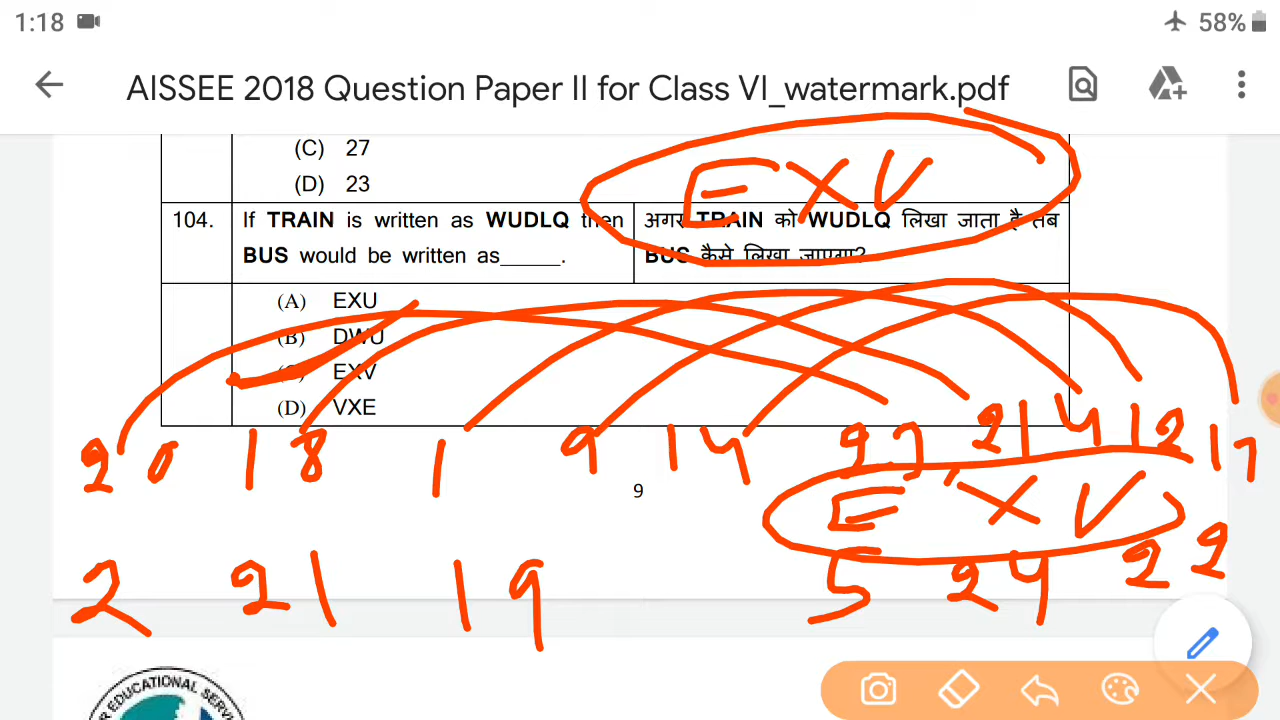 1:18 58%
AISSEE 2018 Question Paper II for Class VI_watermark.pdf
(C) 27
(D) 23
E X V
104. If TRAIN is written as WUDLQ then अगर TRAIN को WUDLQ लिखा जाता है तब
BUS would be written as_____. BUS कैसे लिखा जाएगा?
(A) EXU
(B) DWU
(C) EXV
(D) VXE
20 18 1 9 14 23, 21 4 12 17
9
E X V
2 21 19 5 24 22
EDUCATIONAL SERV